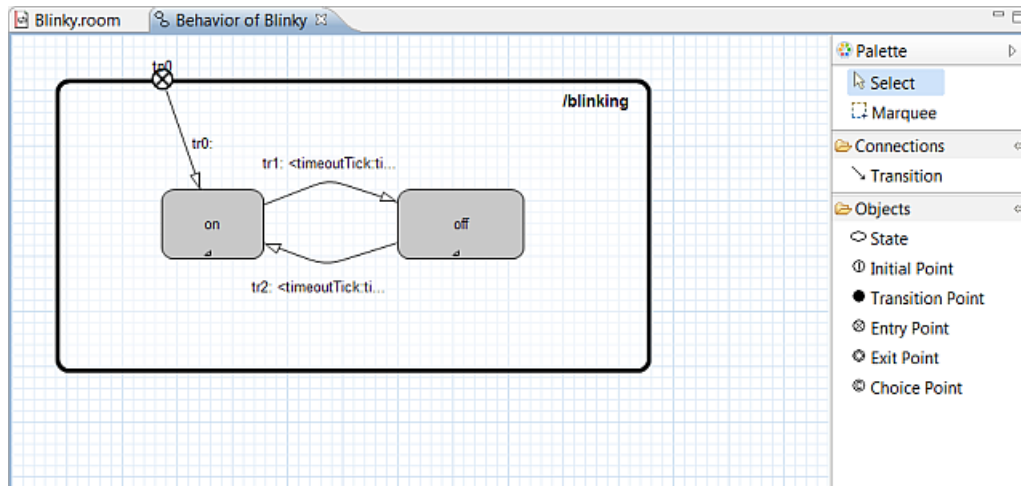 Blinky.room
Behavior of Blinky
tp0
/blinking
tr0:
tr1: <timeoutTick:ti...
on
off
tr2: <timeoutTick:ti...
Palette
Select
Marquee
Connections
Transition
Objects
State
Initial Point
Transition Point
Entry Point
Exit Point
Choice Point